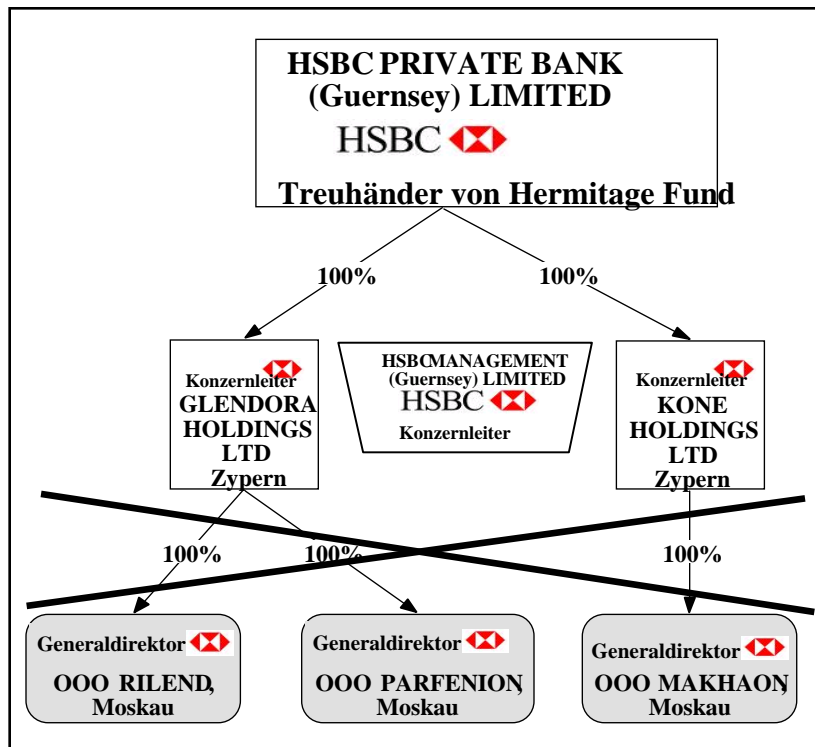 HSBC PRIVATE BANK
(Guernsey) LIMITED
HSBC
Treuhänder von Hermitage Fund
100%
100%
Konzernleiter
GLENDORA
HOLDINGS
LTD
Zypern
HSBCMANAGEMENT
(Guernsey) LIMITED
HSBC
Konzernleiter
Konzernleiter
KONE
HOLDINGS
LTD
Zypern
100%
100%
100%
Generaldirektor
OOO RILEND,
Moskau
Generaldirektor
OOO PARFENION,
Moskau
Generaldirektor
OOO MAKHAON,
Moskau